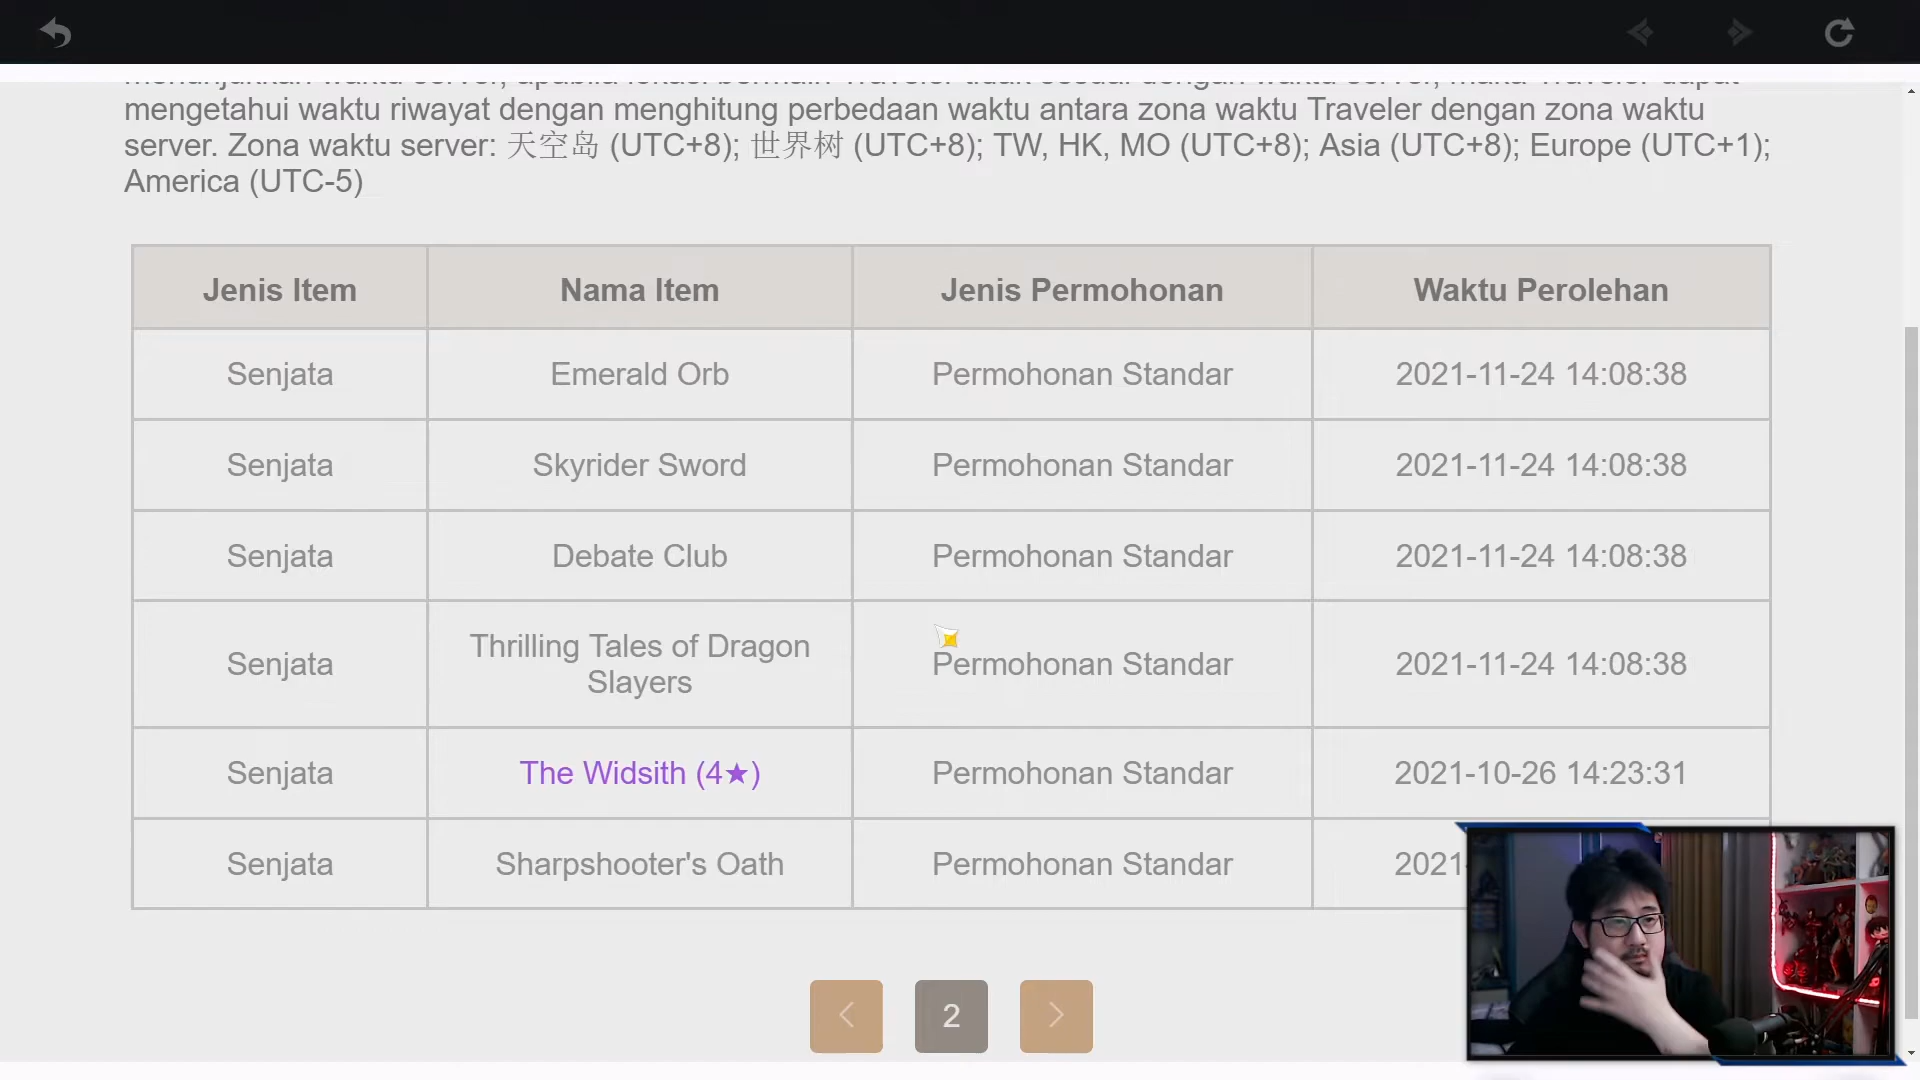 mengetahui waktu riwayat dengan menghitung perbedaan waktu antara zona waktu Traveler dengan zona waktu
server. Zona waktu server: 天空岛 (UTC+8); 世界树 (UTC+8); TW, HK, MO (UTC+8); Asia (UTC+8); Europe (UTC+1);
America (UTC-5)
Jenis Item Nama Item Jenis Permohonan Waktu Perolehan
Senjata Emerald Orb Permohonan Standar 2021-11-24 14:08:38
Senjata Skyrider Sword Permohonan Standar 2021-11-24 14:08:38
Senjata Debate Club Permohonan Standar 2021-11-24 14:08:38
Senjata Thrilling Tales of Dragon Permohonan Standar 2021-11-24 14:08:38
Slayers
Senjata The Widsith (4★) Permohonan Standar 2021-10-26 14:23:31
Senjata Sharpshooter's Oath Permohonan Standar 2021
2